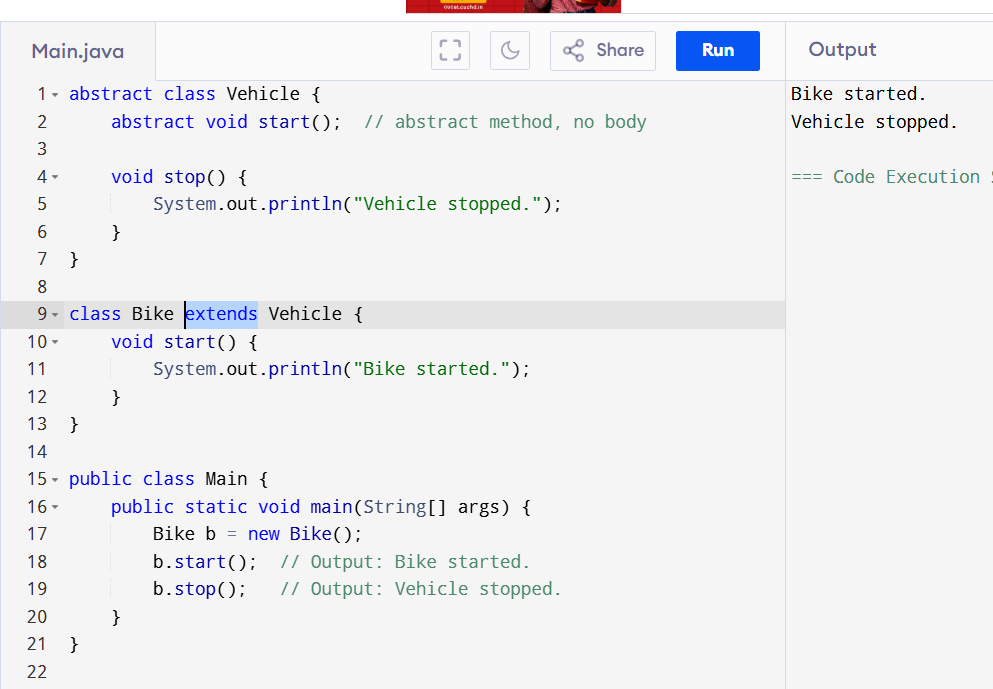 Main.java
Share
Run
Output
1 abstract class Vehicle {
2     abstract void start();  // abstract method, no body
3
4     void stop() {
5         System.out.println("Vehicle stopped.");
6     }
7 }
8
9 class Bike extends Vehicle {
10     void start() {
11         System.out.println("Bike started.");
12     }
13 }
14
15 public class Main {
16     public static void main(String[] args) {
17         Bike b = new Bike();
18         b.start();  // Output: Bike started.
19         b.stop();   // Output: Vehicle stopped.
20     }
21 }
22
Bike started.
Vehicle stopped.
=== Code Execution